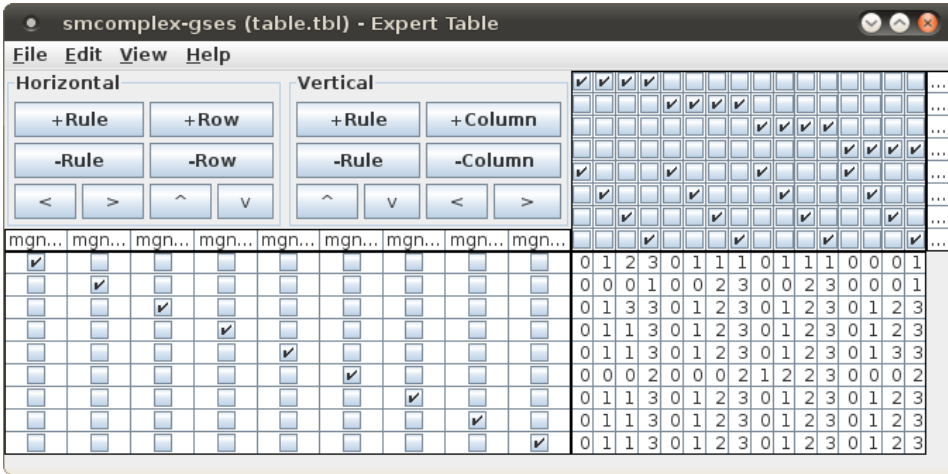 smcomplex-gses (table.tbl) - Expert Table
File Edit View Help
Horizontal Vertical
+Rule +Row +Rule +Column
-Rule -Row -Rule -Column
< > ^ v ^ v < >
...
...
...
...
...
...
...
...
mgn... mgn... mgn... mgn... mgn... mgn... mgn... mgn... mgn...
0 1 2 3 0 1 1 1 0 1 1 1 0 0 0 1
0 0 0 1 0 0 2 3 0 0 2 3 0 0 0 1
0 1 3 3 0 1 2 3 0 1 2 3 0 1 2 3
0 1 1 3 0 1 2 3 0 1 2 3 0 1 2 3
0 1 1 3 0 1 2 3 0 1 2 3 0 1 3 3
0 0 0 2 0 0 0 2 1 2 2 3 0 0 0 2
0 1 1 3 0 1 2 3 0 1 2 3 0 1 2 3
0 1 1 3 0 1 2 3 0 1 2 3 0 1 2 3
0 1 1 3 0 1 2 3 0 1 2 3 0 1 2 3